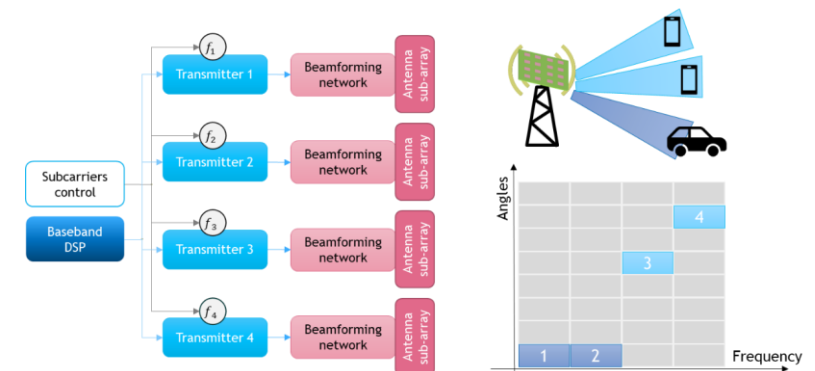 f1
Transmitter 1
Beamforming
network
Antenna
sub-array
f2
Transmitter 2
Beamforming
network
Antenna
sub-array
Subcarriers
control
Baseband
DSP
f3
Transmitter 3
Beamforming
network
Antenna
sub-array
f4
Transmitter 4
Beamforming
network
Antenna
sub-array
Angles
4
3
1
2
Frequency